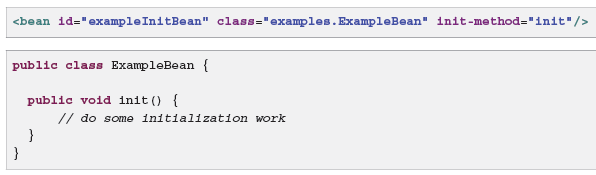 <bean id="exampleInitBean" class="examples.ExampleBean" init-method="init"/>
public class ExampleBean {
public void init() {
// do some initialization work
}
}